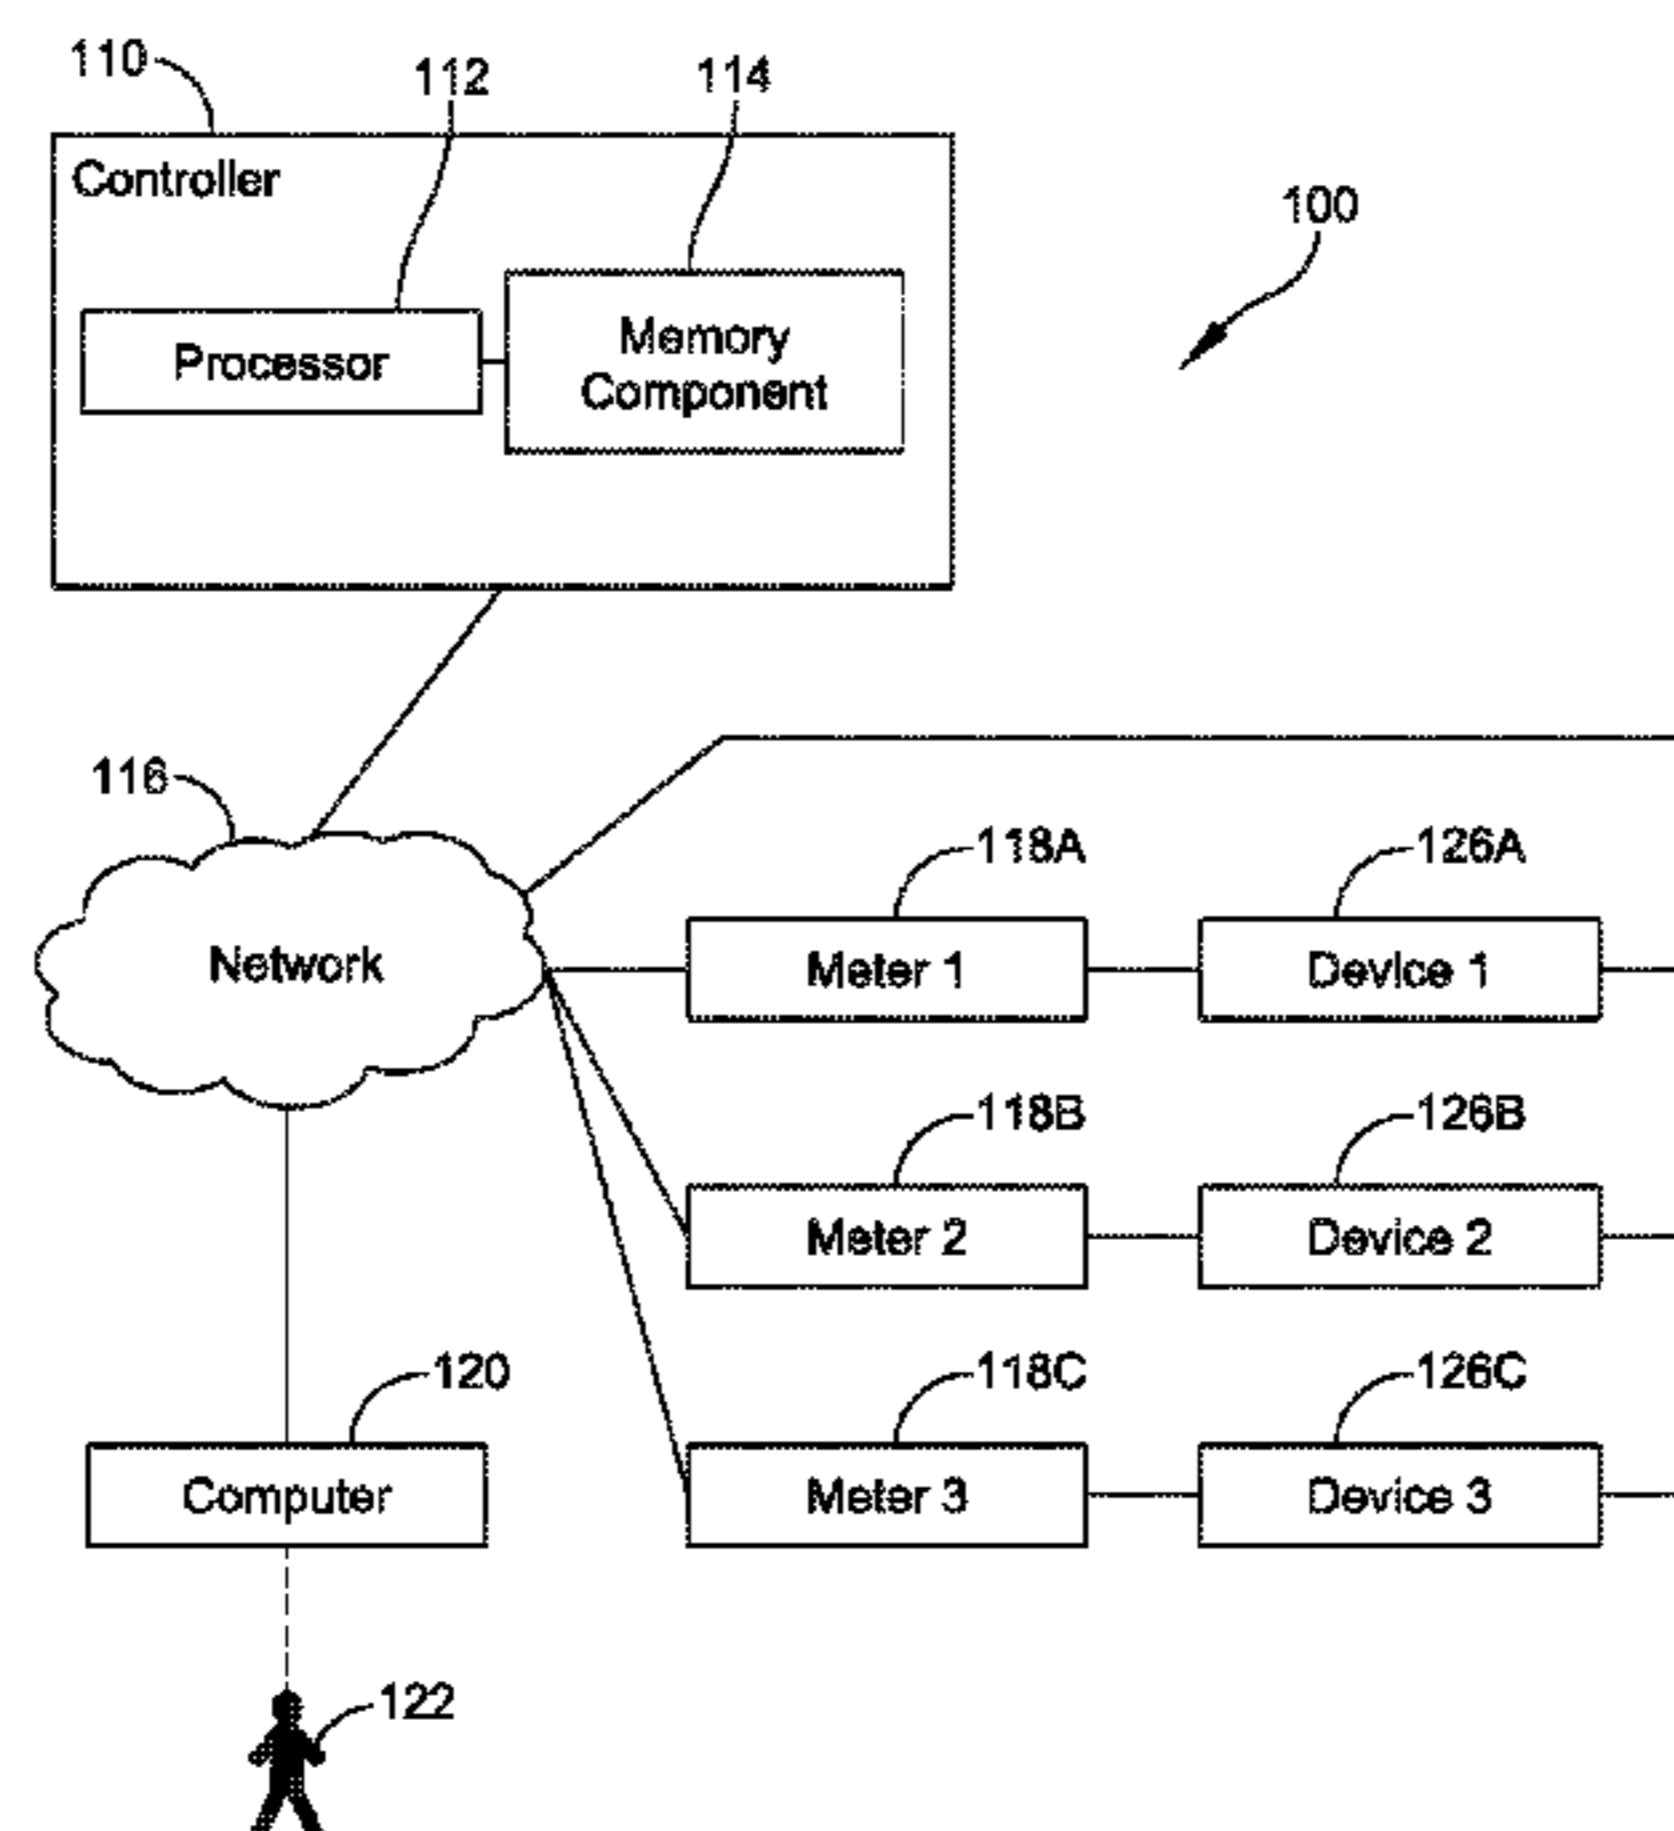 110
112
114
Controller
100
Processor
Memory
Component
116
118A
126A
Network
Meter 1
Device 1
118B
126B
Meter 2
Device 2
120
118C
126C
Computer
Meter 3
Device 3
122